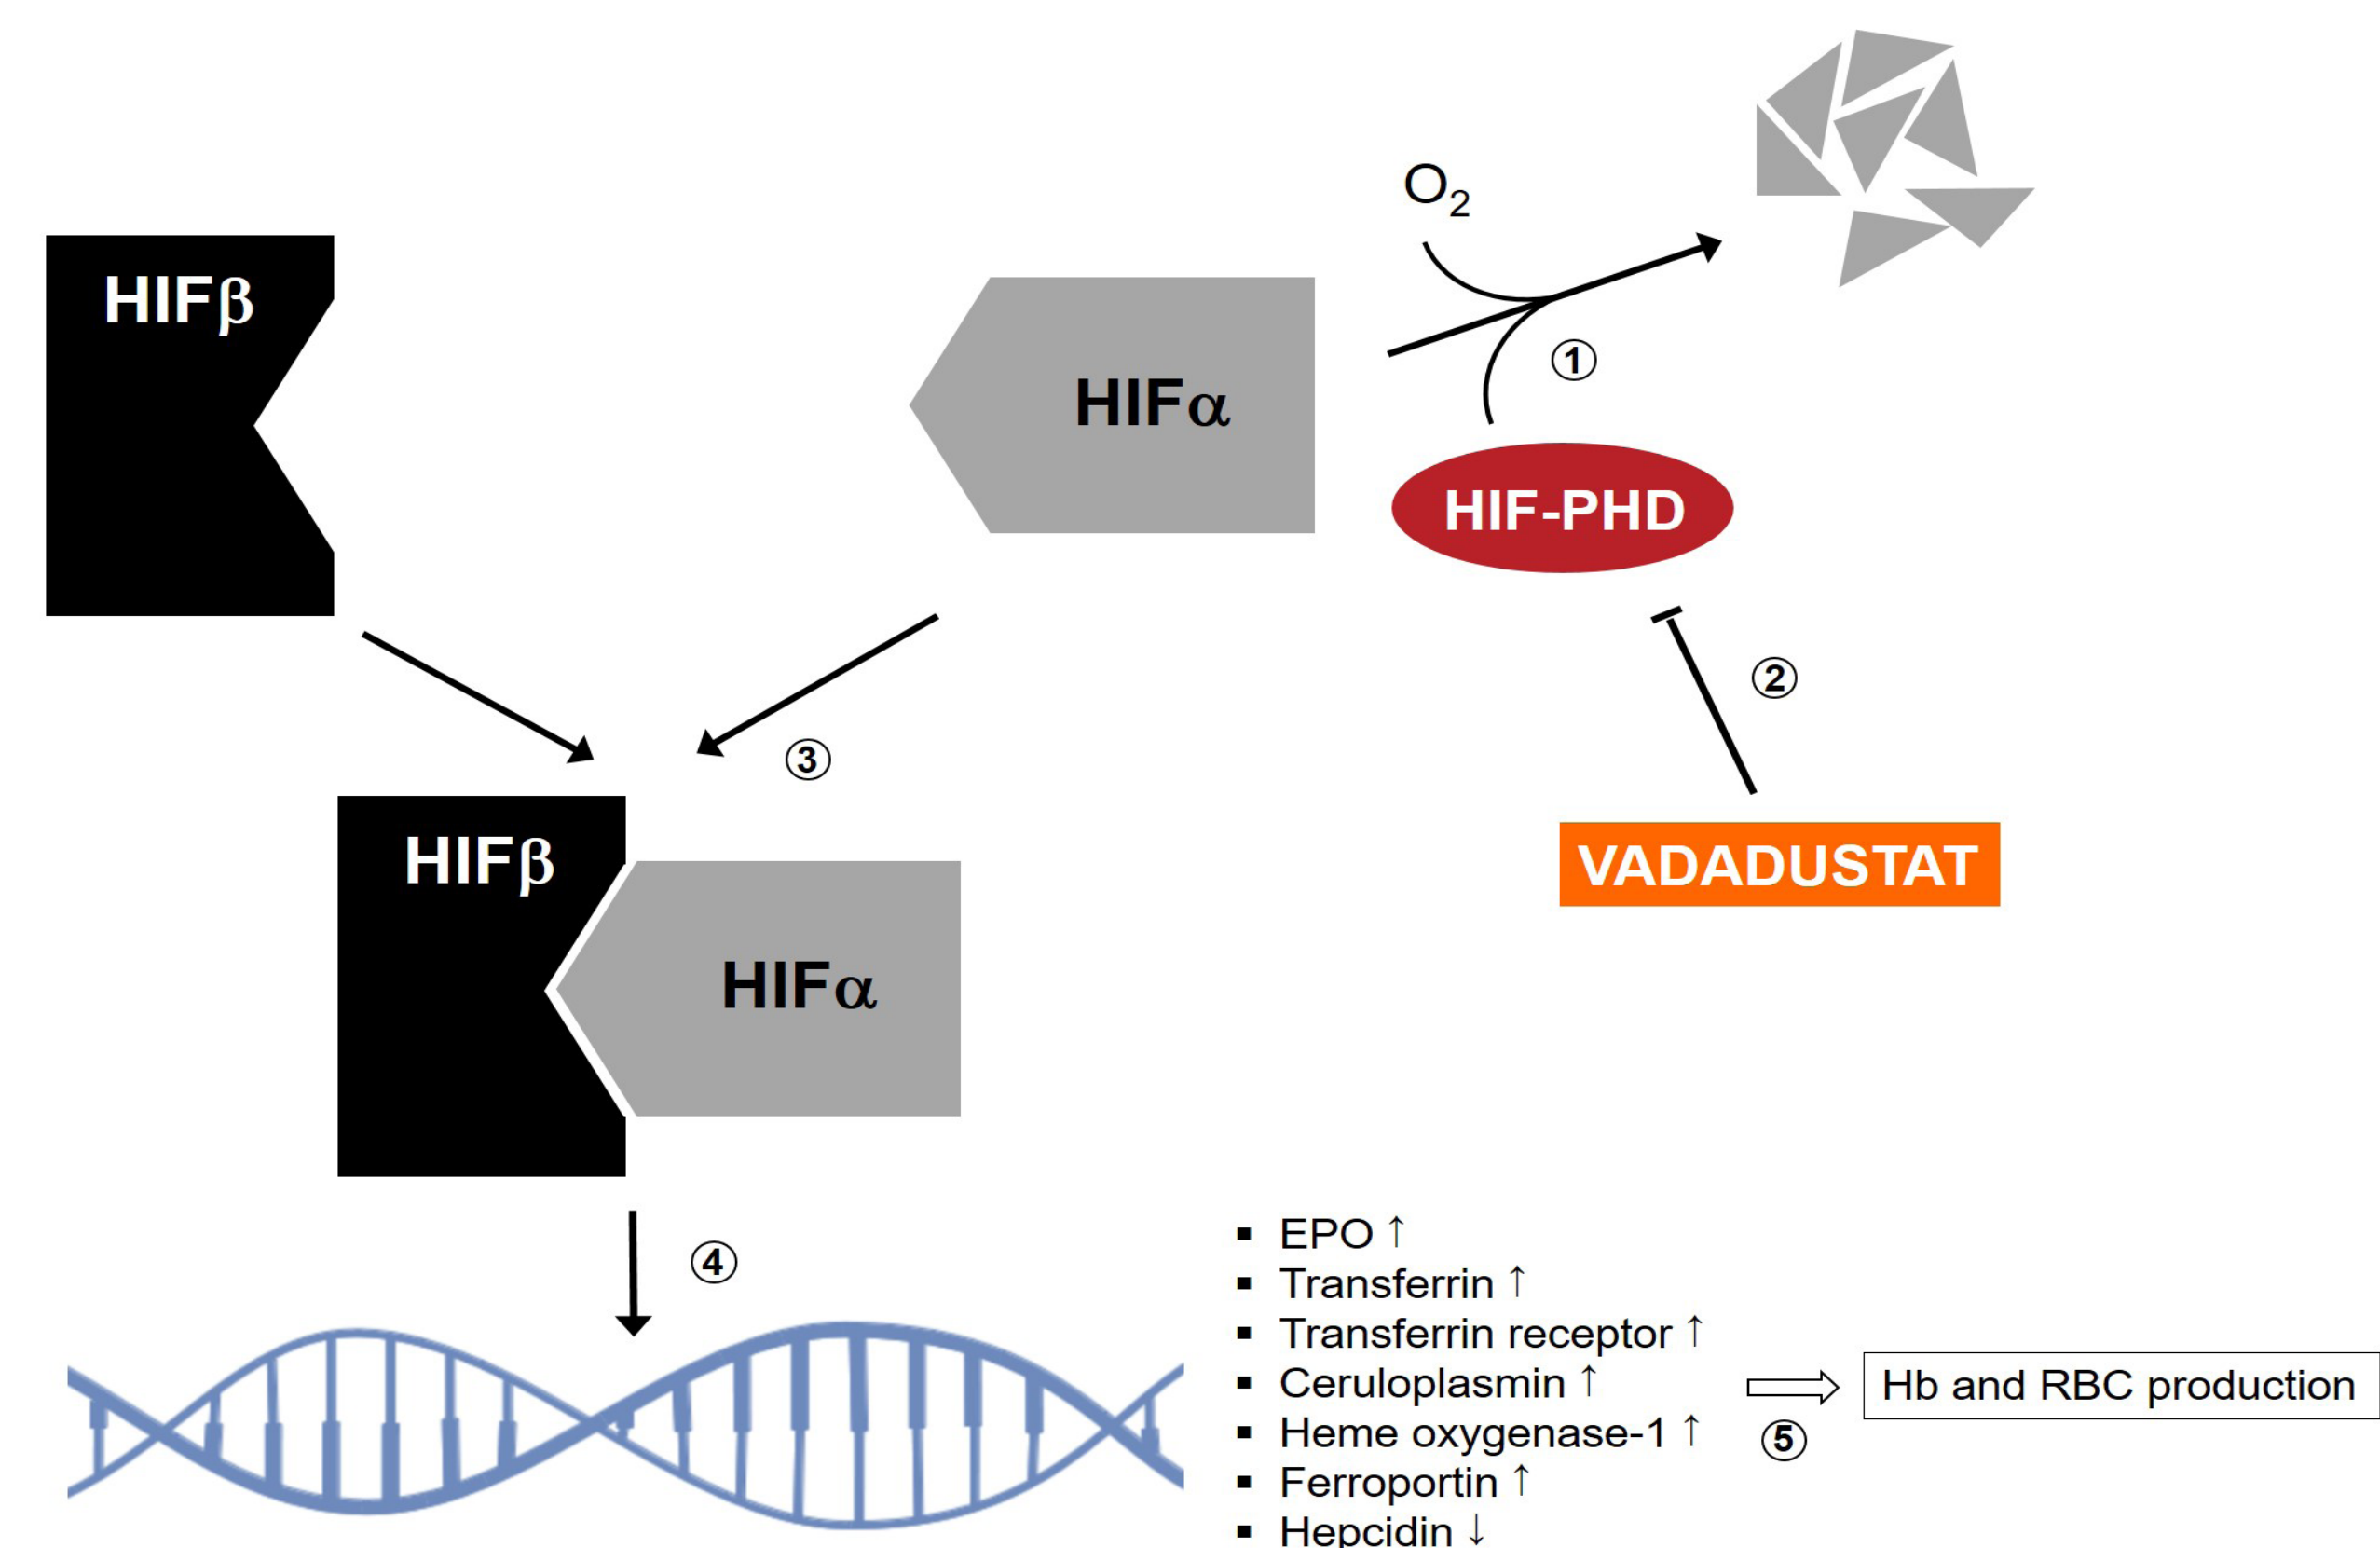 O₂
HIFβ
HIFα
①
HIF-PHD
②
③
VADADUSTAT
HIFβ
HIFα
④
▪ EPO ↑
▪ Transferrin ↑
▪ Transferrin receptor ↑
▪ Ceruloplasmin ↑
▪ Heme oxygenase-1 ↑
▪ Ferroportin ↑
▪ Hepcidin ↓
⑤
Hb and RBC production